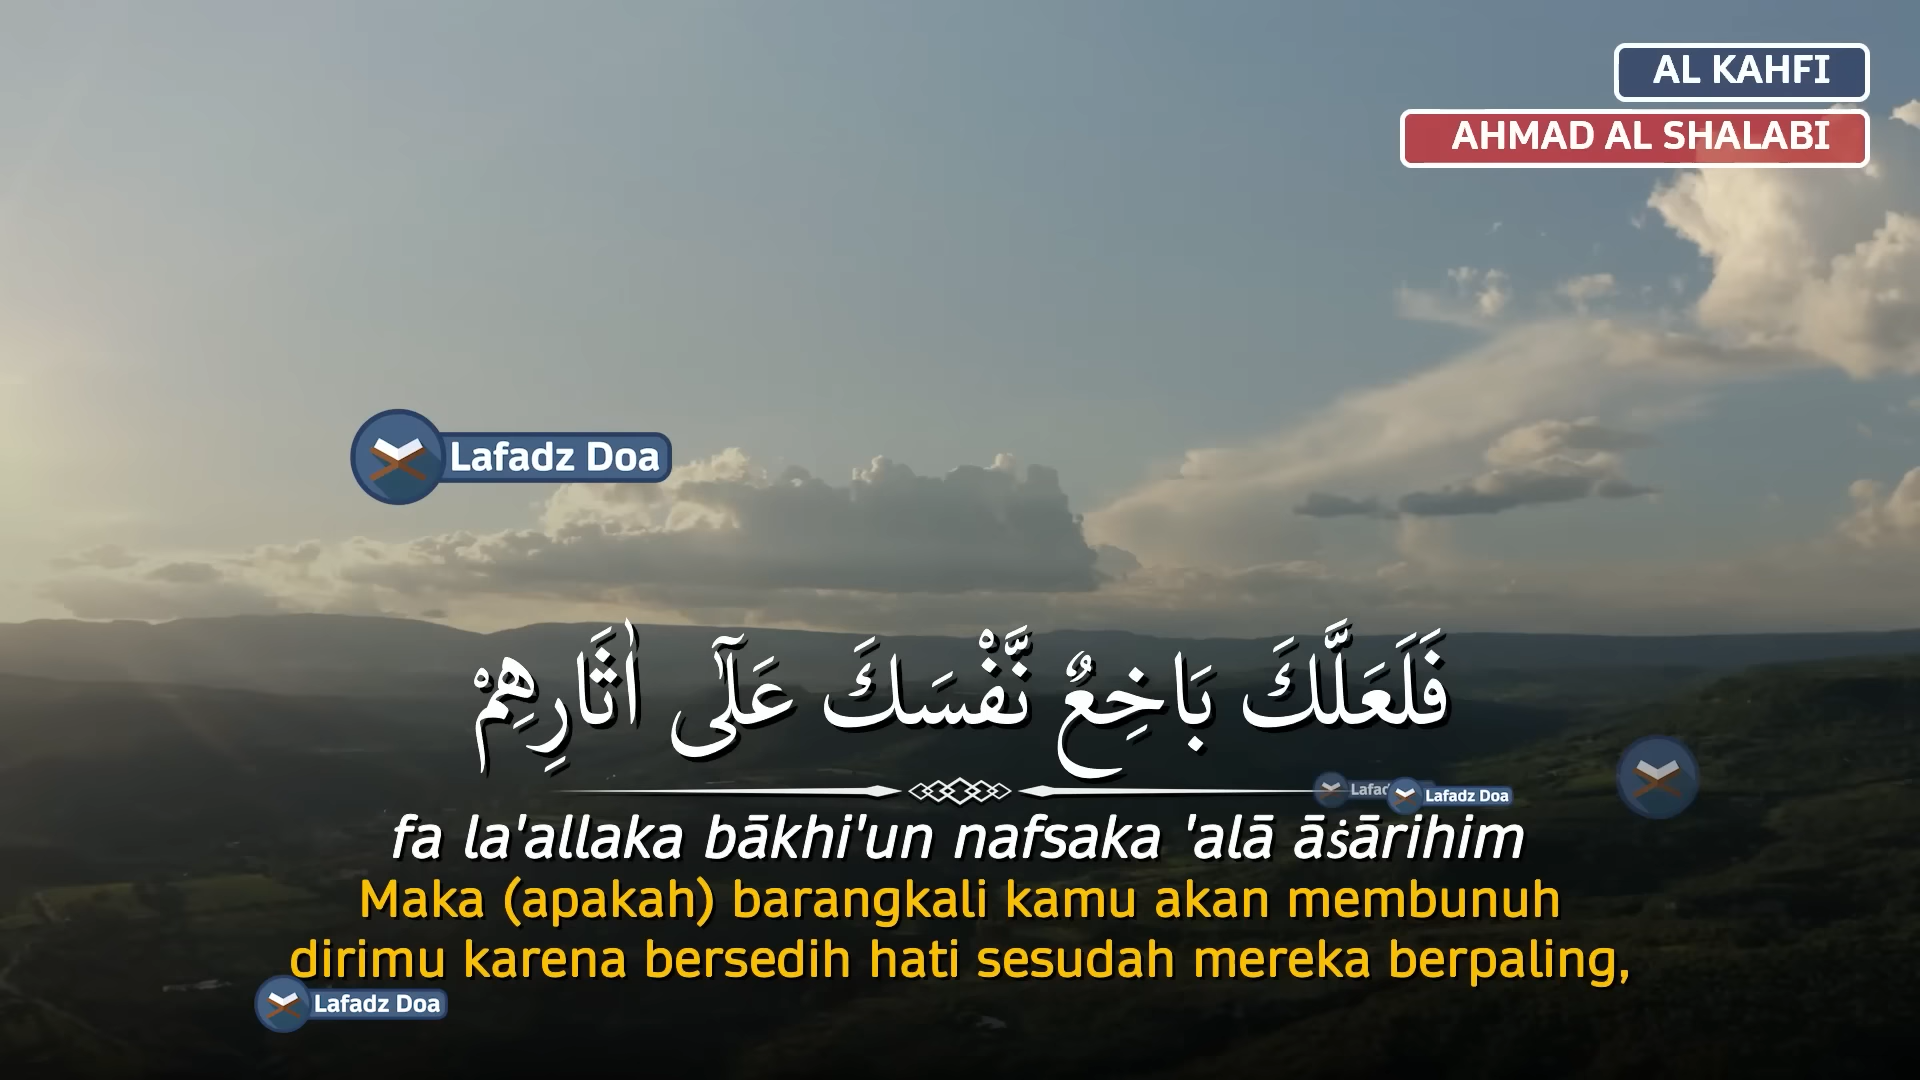 AL KAHFI
AHMAD AL SHALABI
Lafadz Doa
فَلَعَلَّكَ بَاخِعٌ نَّفْسَكَ عَلٰٓى اٰثَارِهِمْ
Lafadz Doa
fa la'allaka bākhi'un nafsaka 'alā āṡārihim
Maka (apakah) barangkali kamu akan membunuh
dirimu karena bersedih hati sesudah mereka berpaling,
Lafadz Doa